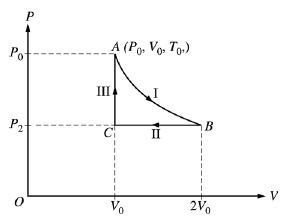 P
P₀
A (P₀, V₀, T₀,)
III
I
P₂
C
II
B
O
V₀
2V₀
V